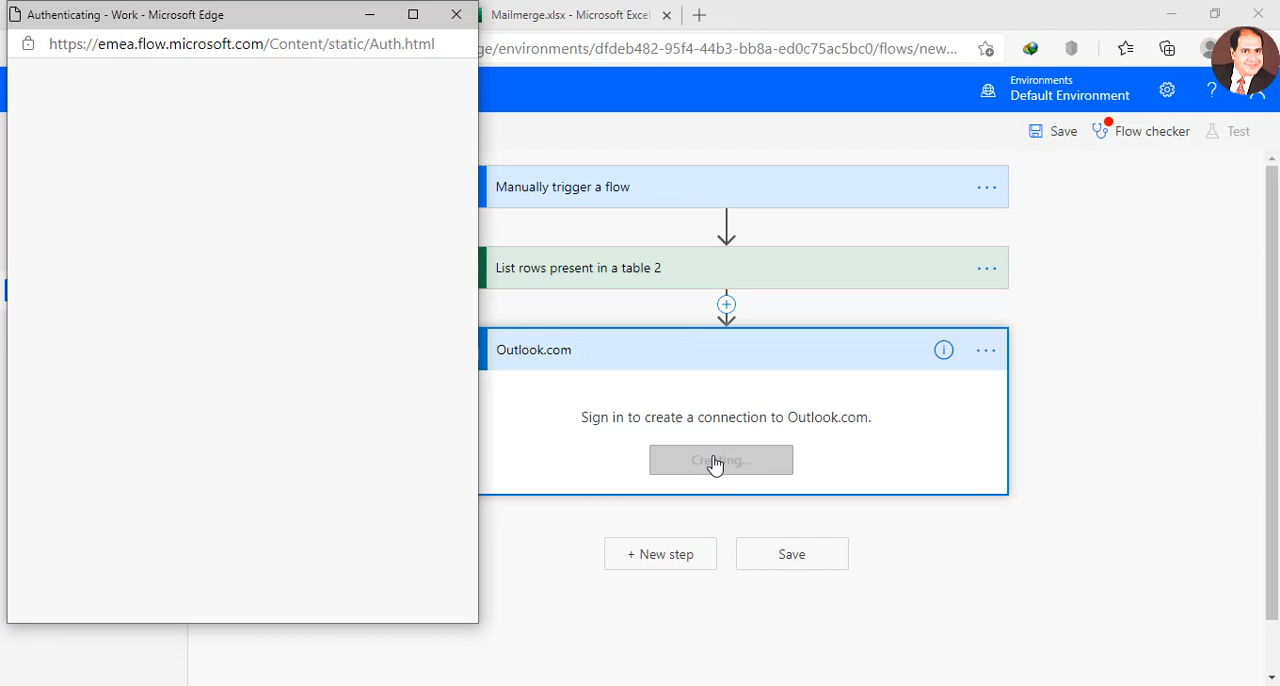 Authenticating - Work - Microsoft Edge
https://emea.flow.microsoft.com/Content/static/Auth.html
Mailmerge.xlsx - Microsoft Excel
ge/environments/dfdeb482-95f4-44b3-bb8a-ed0c75ac5bc0/flows/new...
Environments
Default Environment
?
Save
Flow checker
Test
Manually trigger a flow
List rows present in a table 2
Outlook.com
Sign in to create a connection to Outlook.com.
Creating...
+ New step
Save